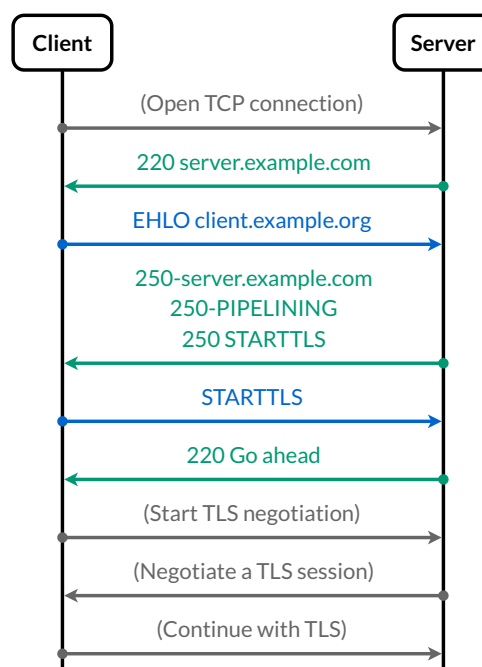 Client
Server
(Open TCP connection)
220 server.example.com
EHLO client.example.org
250-server.example.com
250-PIPELINING
250 STARTTLS
STARTTLS
220 Go ahead
(Start TLS negotiation)
(Negotiate a TLS session)
(Continue with TLS)